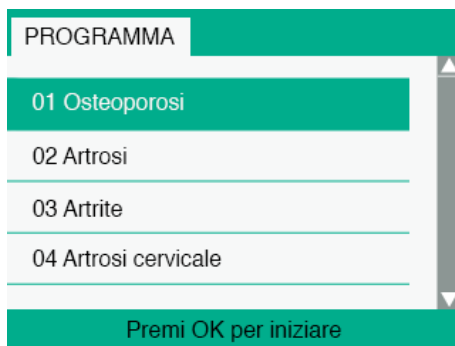 PROGRAMMA
01 Osteoporosi
02 Artrosi
03 Artrite
04 Artrosi cervicale
Premi OK per iniziare